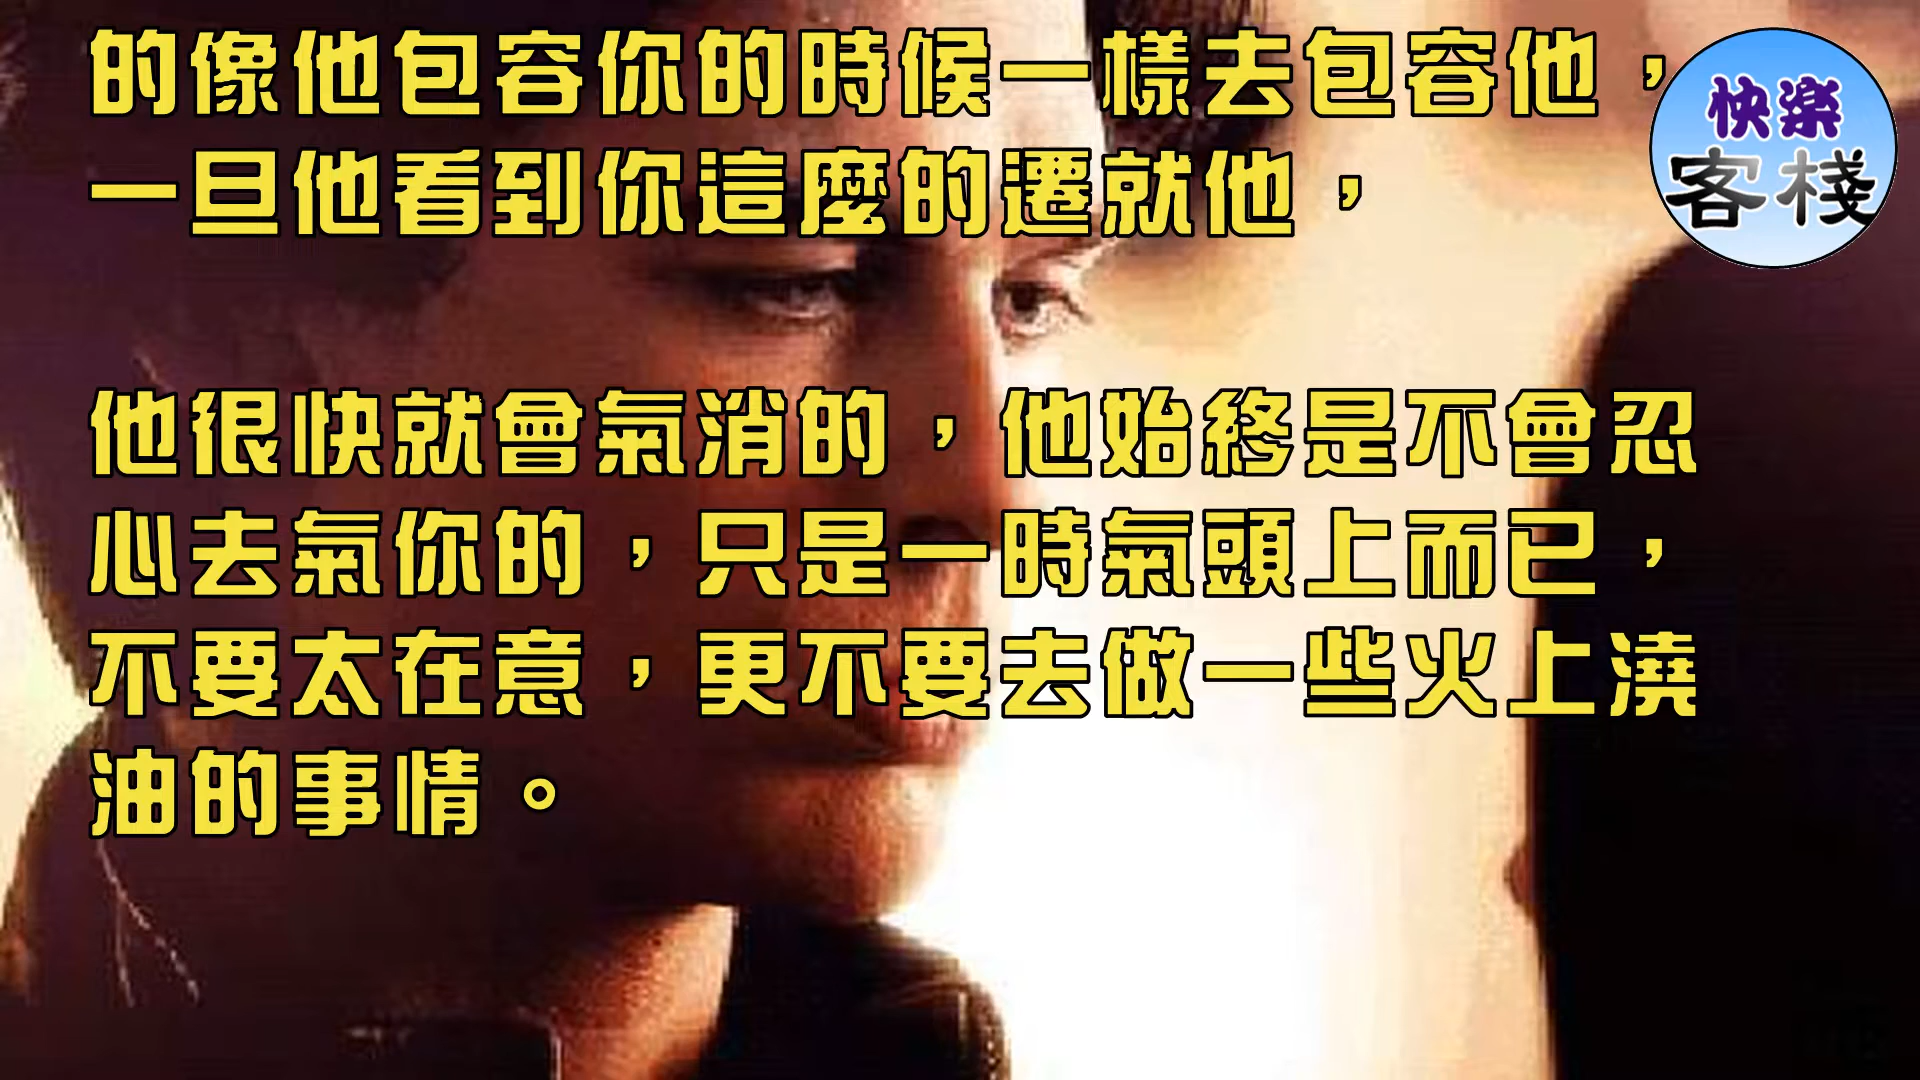 的像他包容你的時候一樣去包容他，
一旦他看到你這麼的遷就他，
他很快就會氣消的，他始終是不會忍
心去氣你的，只是一時氣頭上而已，
不要太在意，更不要去做一些火上澆
油的事情。
快楽
客棧